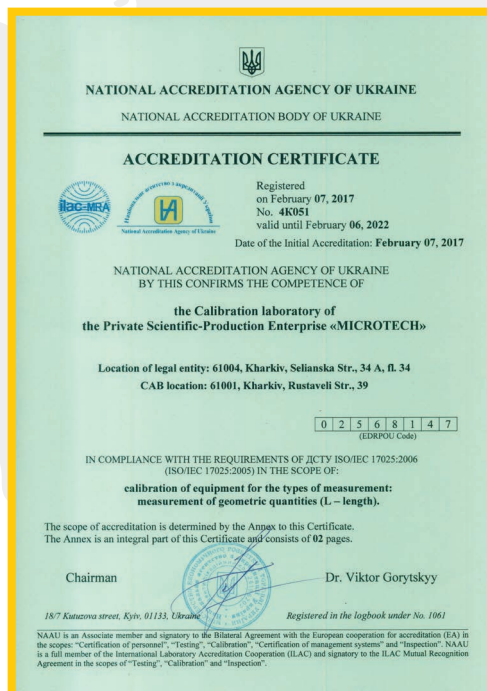 NATIONAL ACCREDITATION AGENCY OF UKRAINE
NATIONAL ACCREDITATION BODY OF UKRAINE
ACCREDITATION CERTIFICATE
ilac-MRA
National Accreditation Agency of Ukraine
Registered
on February 07, 2017
No. 4K051
valid until February 06, 2022
Date of the Initial Accreditation: February 07, 2017
NATIONAL ACCREDITATION AGENCY OF UKRAINE
BY THIS CONFIRMS THE COMPETENCE OF
the Calibration laboratory of
the Private Scientific-Production Enterprise «MICROTECH»
Location of legal entity: 61004, Kharkiv, Selianska Str., 34 A, fl. 34
CAB location: 61001, Kharkiv, Rustaveli Str., 39
0 2 5 6 8 1 4 7
(EDRPOU Code)
IN COMPLIANCE WITH THE REQUIREMENTS OF ДСТУ ISO/IEC 17025:2006
(ISO/IEC 17025:2005) IN THE SCOPE OF:
calibration of equipment for the types of measurement:
measurement of geometric quantities (L – length).
The scope of accreditation is determined by the Annex to this Certificate.
The Annex is an integral part of this Certificate and consists of 02 pages.
Chairman
Dr. Viktor Gorytskyy
18/7 Kutuzova street, Kyiv, 01133, Ukraine
Registered in the logbook under No. 1061
NAAU is an Associate member and signatory to the Bilateral Agreement with the European cooperation for accreditation (EA) in
the scopes: “Certification of personnel”, “Testing”, “Calibration”, “Certification of management systems” and “Inspection”. NAAU
is a full member of the International Laboratory Accreditation Cooperation (ILAC) and signatory to the ILAC Mutual Recognition
Agreement in the scopes of “Testing”, “Calibration” and “Inspection”.